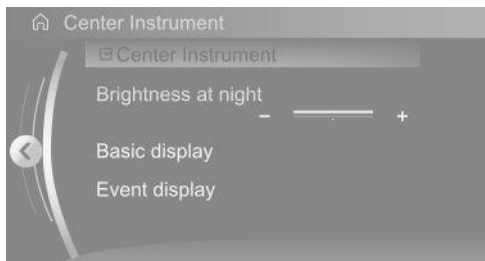 Center Instrument
Center Instrument
Brightness at night
- +
Basic display
Event display